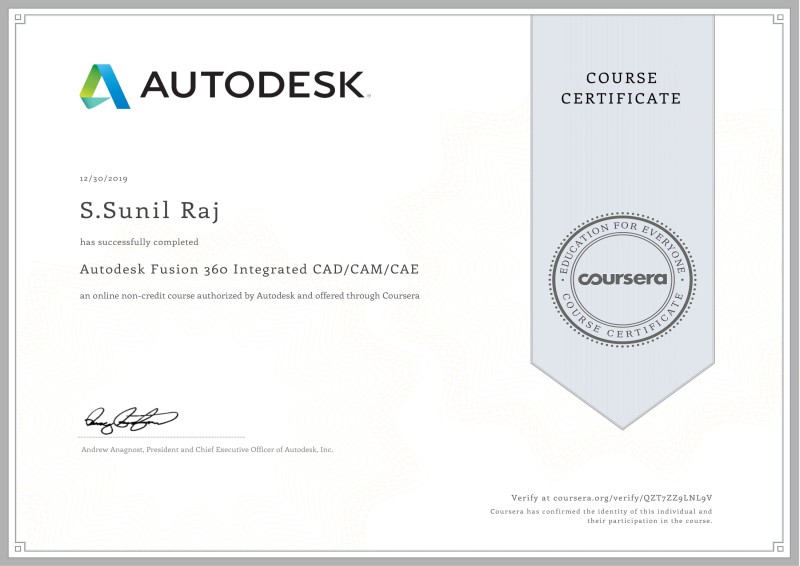 AUTODESK
COURSE
CERTIFICATE
12/30/2019
S.Sunil Raj
has successfully completed
Autodesk Fusion 360 Integrated CAD/CAM/CAE
an online non-credit course authorized by Autodesk and offered through Coursera
EDUCATION FOR EVERYONE
coursera
COURSE CERTIFICATE
Andrew Anagnost, President and Chief Executive Officer of Autodesk, Inc.
Verify at coursera.org/verify/QZT7ZZ9LNL9V
Coursera has confirmed the identity of this individual and
their participation in the course.